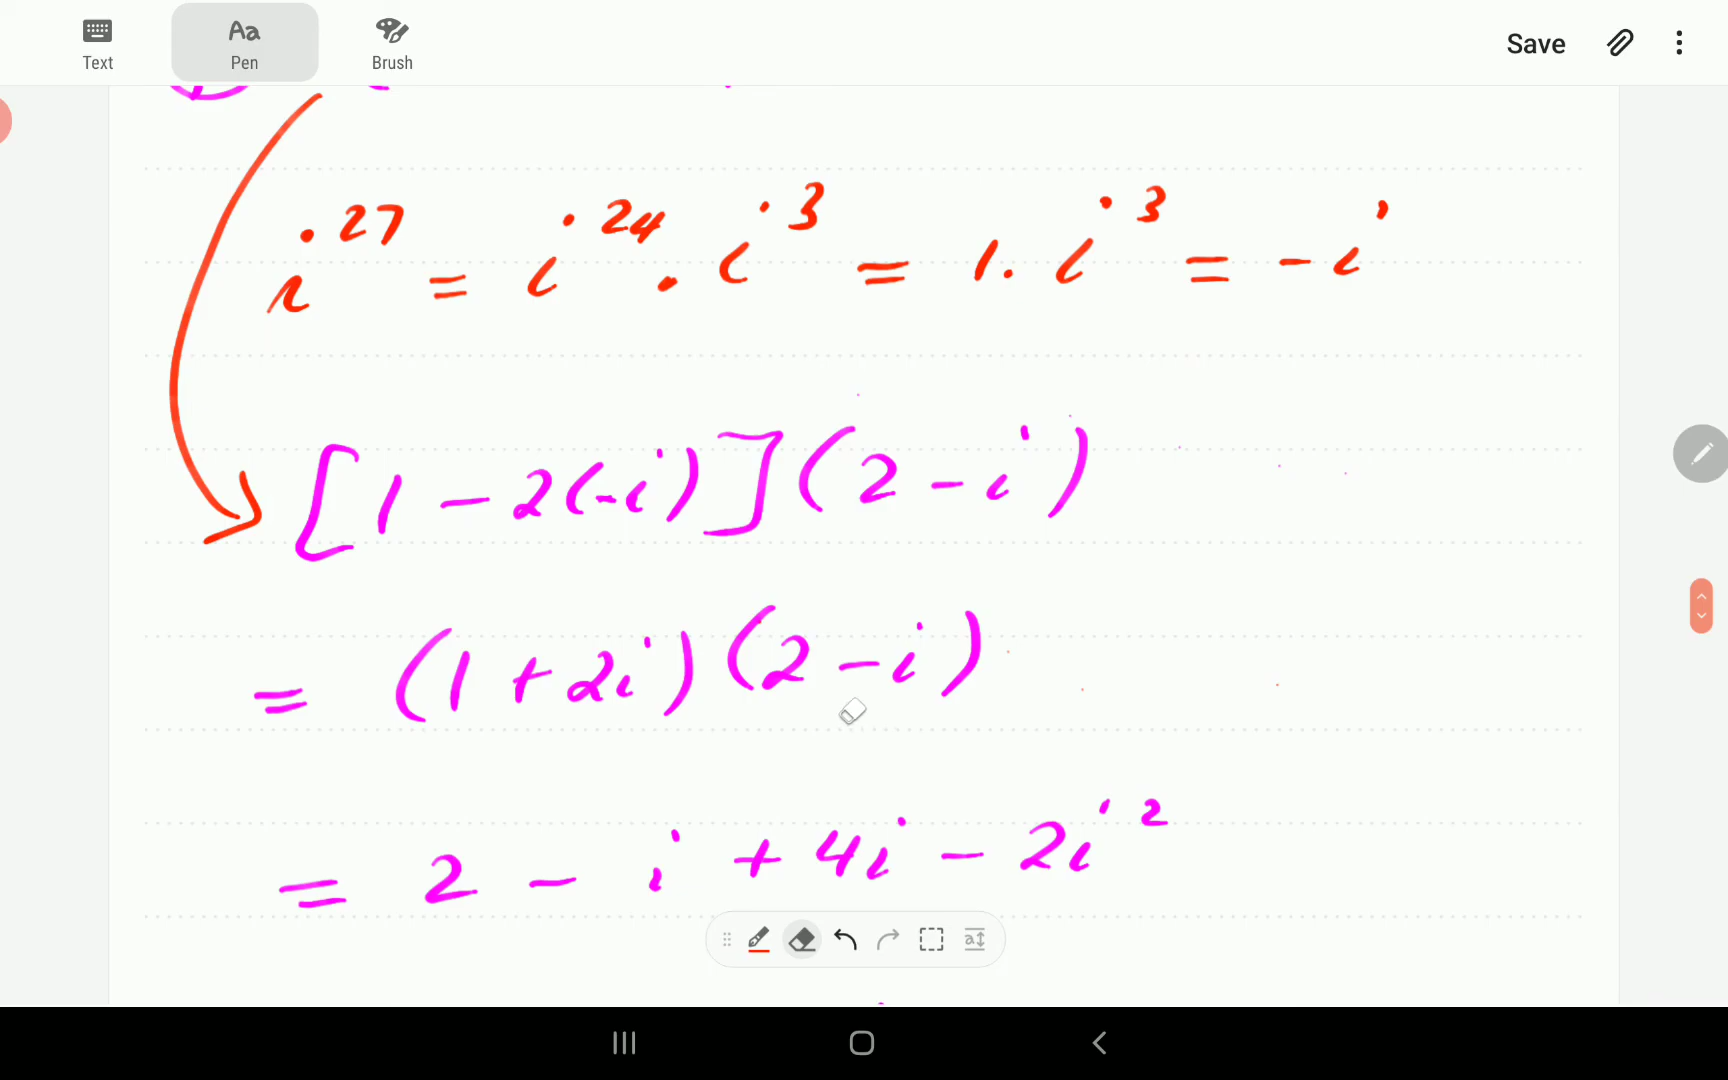 Text Pen Brush Save
i^27 = i^24 . i^3 = 1. i^3 = -i
[1 - 2(-i)](2 - i)
= (1 + 2i)(2 - i)
= 2 - i + 4i - 2i^2